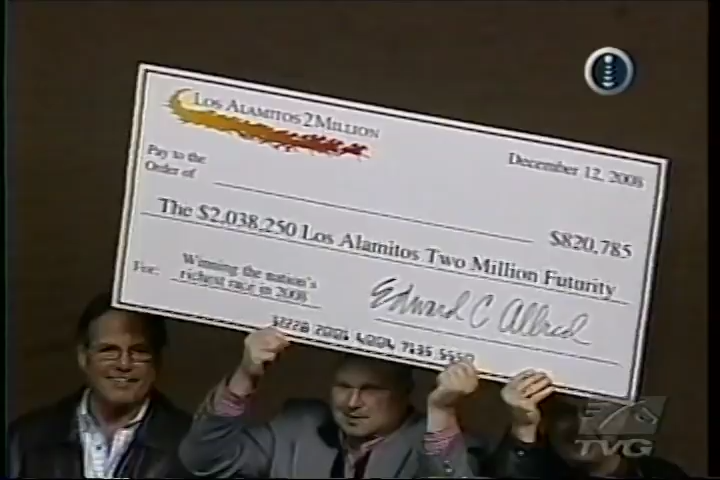 LOS ALAMITOS 2 MILLION
December 12, 2008
Pay to the
Order of
$820,785
The $2,038,250 Los Alamitos Two Million Futurity
For:
Winning the nation's
richest race in 2008
Edward C Allred
TVG